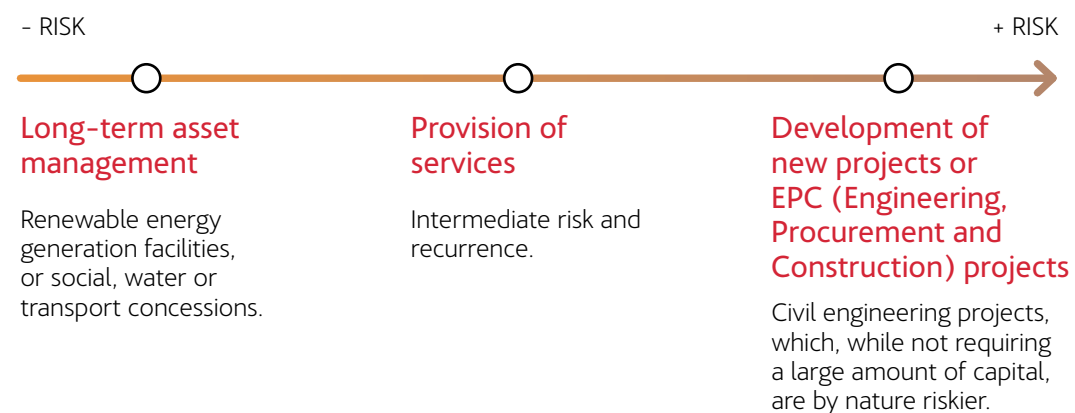 - RISK
+ RISK
Long-term asset
management
Renewable energy
generation facilities,
or social, water or
transport concessions.
Provision of
services
Intermediate risk and
recurrence.
Development of
new projects or
EPC (Engineering,
Procurement and
Construction) projects
Civil engineering projects,
which, while not requiring
a large amount of capital,
are by nature riskier.